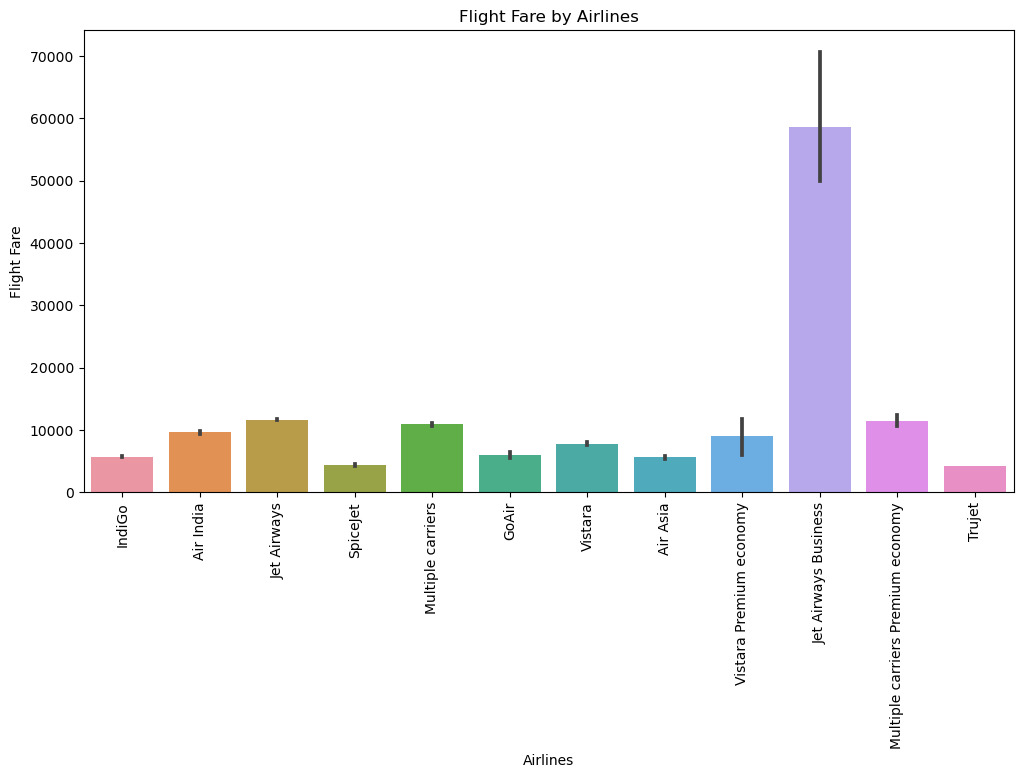 Flight Fare by Airlines
70000
60000
50000
40000
30000
20000
10000
0
Flight Fare
IndiGo
Air India
Jet Airways
SpiceJet
Multiple carriers
GoAir
Vistara
Air Asia
Vistara Premium economy
Jet Airways Business
Multiple carriers Premium economy
Trujet
Airlines